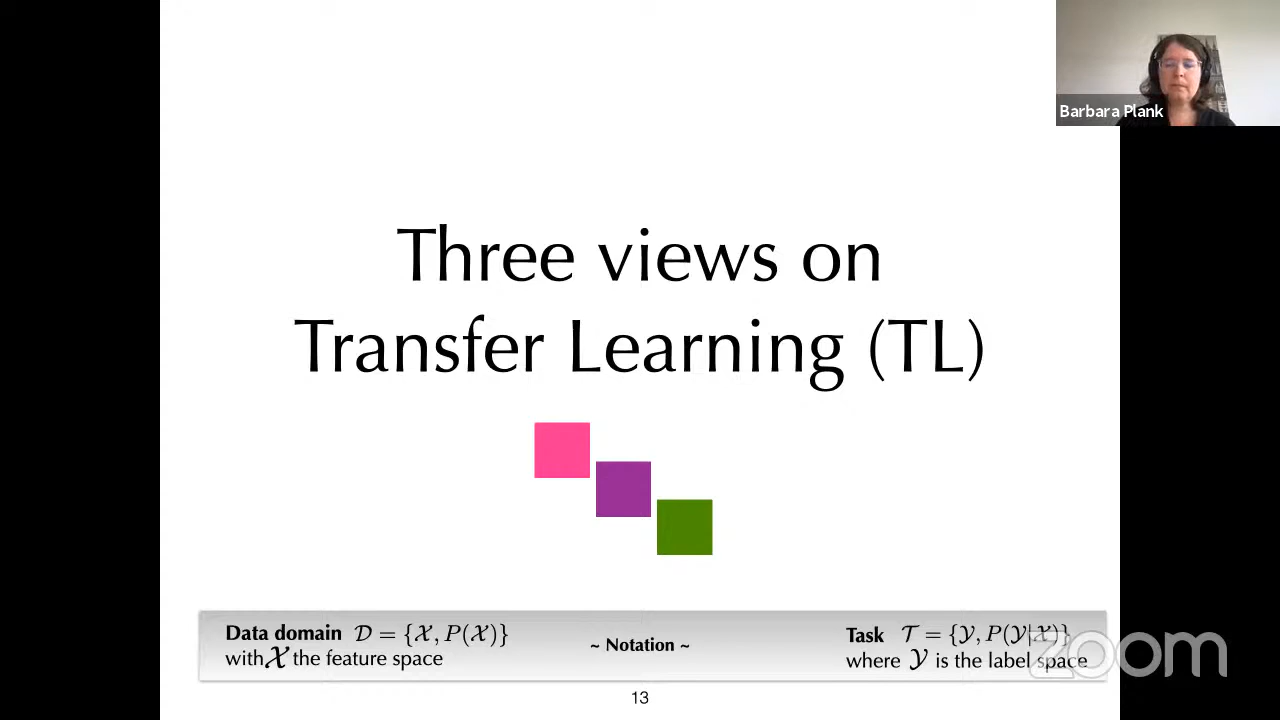 Barbara Plank
Three views on
Transfer Learning (TL)
Data domain 𝒟 = {𝒳, P(𝒳)}
with 𝒳 the feature space
~ Notation ~
Task 𝒯 = {𝒴, P(𝒴|𝒳)}
where 𝒴 is the label space
zoom
13